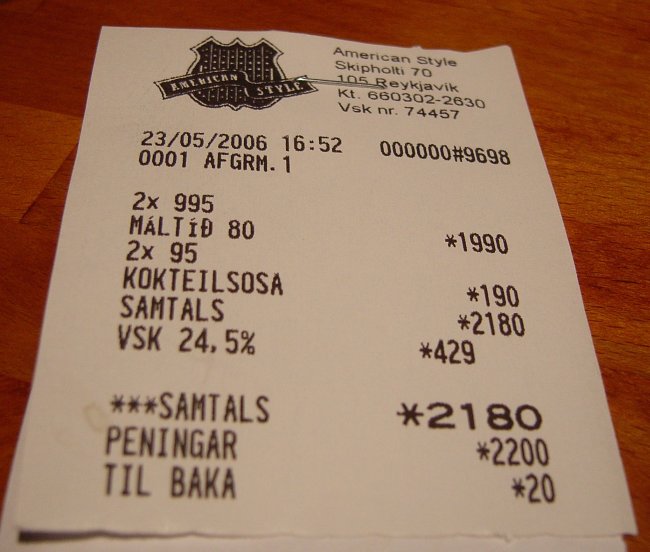 AMERICAN STYLE
American Style
Skipholti 70
105 Reykjavik
Kt. 660302-2630
Vsk nr. 74457
23/05/2006 16:52 000000#9698
0001 AFGRM.1
2x 995
MÁLTÍÐ 80 *1990
2x 95
KOKTEILSOSA *190
SAMTALS *2180
VSK 24,5% *429
***SAMTALS *2180
PENINGAR *2200
TIL BAKA *20